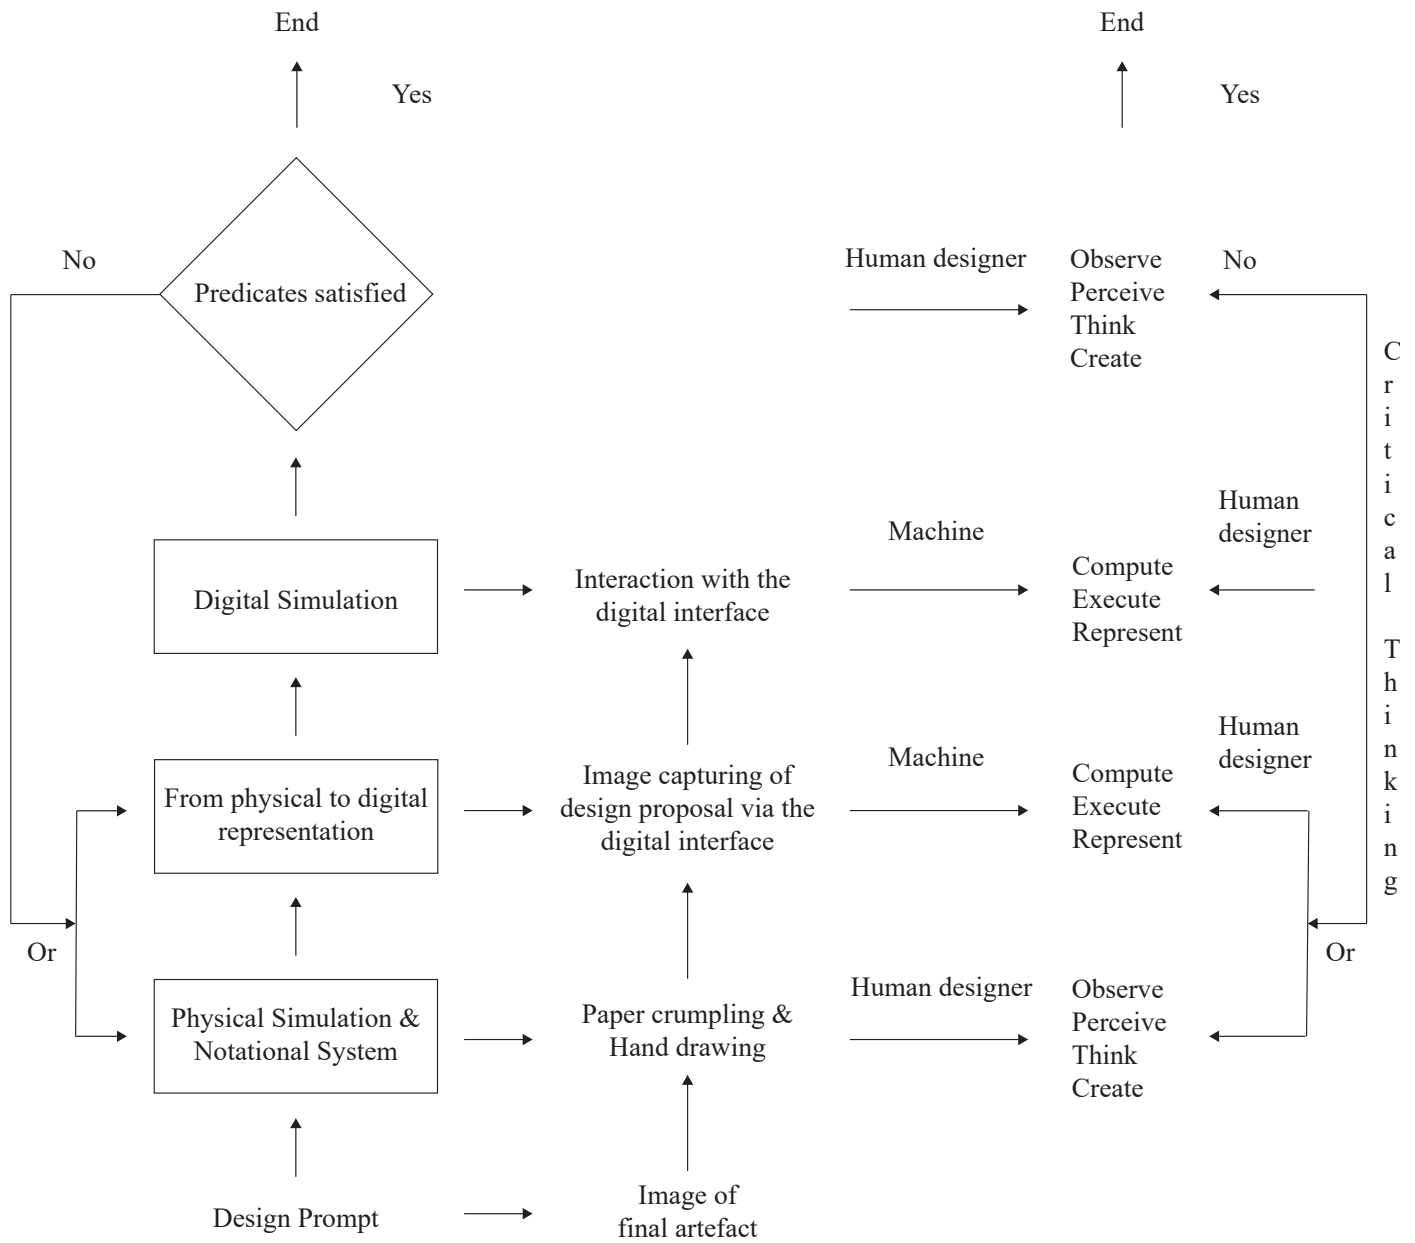 End
End
Yes
Yes
No
Predicates satisfied
Human designer
Observe
Perceive
Think
Create
No
Critical Thinking
Digital Simulation
Interaction with the
digital interface
Machine
Compute
Execute
Represent
Human
designer
From physical to digital
representation
Image capturing of
design proposal via the
digital interface
Machine
Compute
Execute
Represent
Human
designer
Or
Or
Physical Simulation &
Notational System
Paper crumpling &
Hand drawing
Human designer
Observe
Perceive
Think
Create
Design Prompt
Image of
final artefact